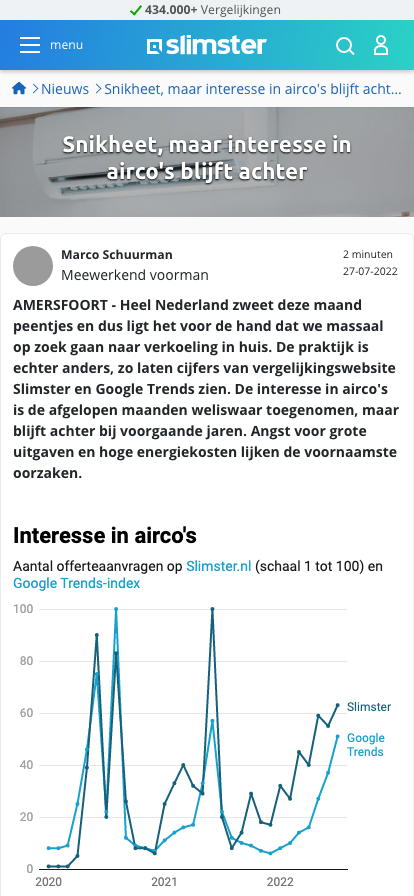 434.000+ Vergelijkingen
menu
slimster
Nieuws
Snikheet, maar interesse in airco's blijft acht...
Snikheet, maar interesse in
airco's blijft achter
Marco Schuurman
2 minuten
Meewerkend voorman
27-07-2022
AMERSFOORT - Heel Nederland zweet deze maand
peentjes en dus ligt het voor de hand dat we massaal
op zoek gaan naar verkoeling in huis. De praktijk is
echter anders, zo laten cijfers van vergelijkingswebsite
Slimster en Google Trends zien. De interesse in airco's
is de afgelopen maanden weliswaar toegenomen, maar
blijft achter bij voorgaande jaren. Angst voor grote
uitgaven en hoge energiekosten lijken de voornaamste
oorzaken.
Interesse in airco's
Aantal offerteaanvragen op Slimster.nl (schaal 1 tot 100) en
Google Trends-index
100
80
60
40
20
0
Slimster
Google
Trends
2020
2021
2022